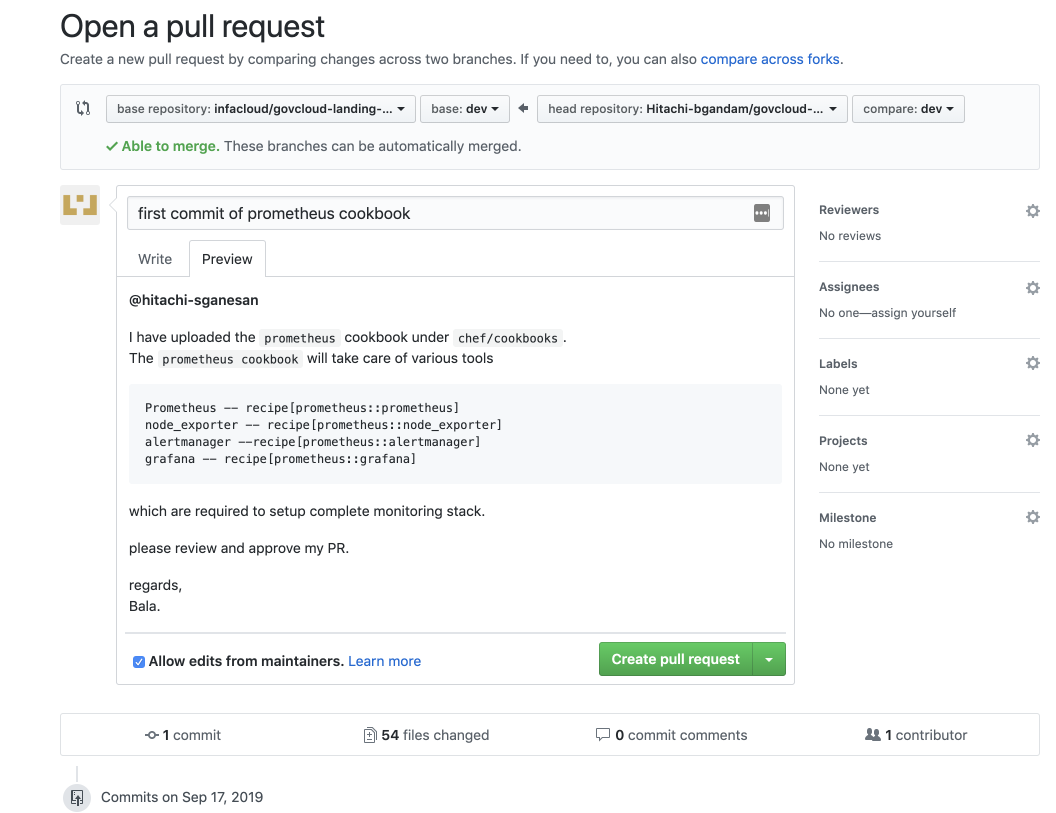 Open a pull request
Create a new pull request by comparing changes across two branches. If you need to, you can also compare across forks.
base repository: infacloud/govcloud-landing-... base: dev head repository: Hitachi-bgandam/govcloud-... compare: dev
Able to merge. These branches can be automatically merged.
first commit of prometheus cookbook
Write Preview
@hitachi-sganesan
I have uploaded the prometheus cookbook under chef/cookbooks .
The prometheus cookbook will take care of various tools
Prometheus –– recipe[prometheus::prometheus]
node_exporter –– recipe[prometheus::node_exporter]
alertmanager ––recipe[prometheus::alertmanager]
grafana –– recipe[prometheus::grafana]
which are required to setup complete monitoring stack.
please review and approve my PR.
regards,
Bala.
Allow edits from maintainers. Learn more
Create pull request
Reviewers
No reviews
Assignees
No one—assign yourself
Labels
None yet
Projects
None yet
Milestone
No milestone
1 commit 54 files changed 0 commit comments 1 contributor
Commits on Sep 17, 2019